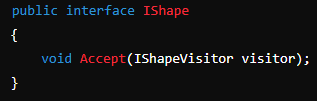 public interface IShape
{
    void Accept(IShapeVisitor visitor);
}